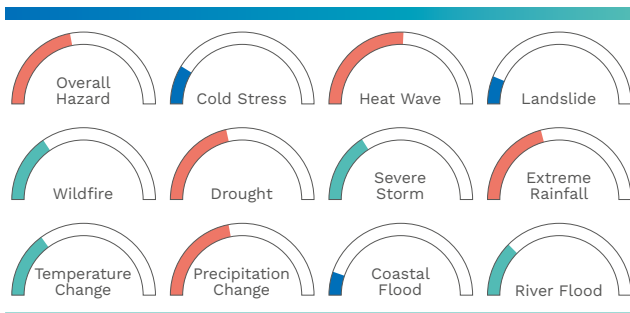 Overall
Hazard
Cold Stress
Heat Wave
Landslide
Wildfire
Drought
Severe
Storm
Extreme
Rainfall
Temperature
Change
Precipitation
Change
Coastal
Flood
River Flood